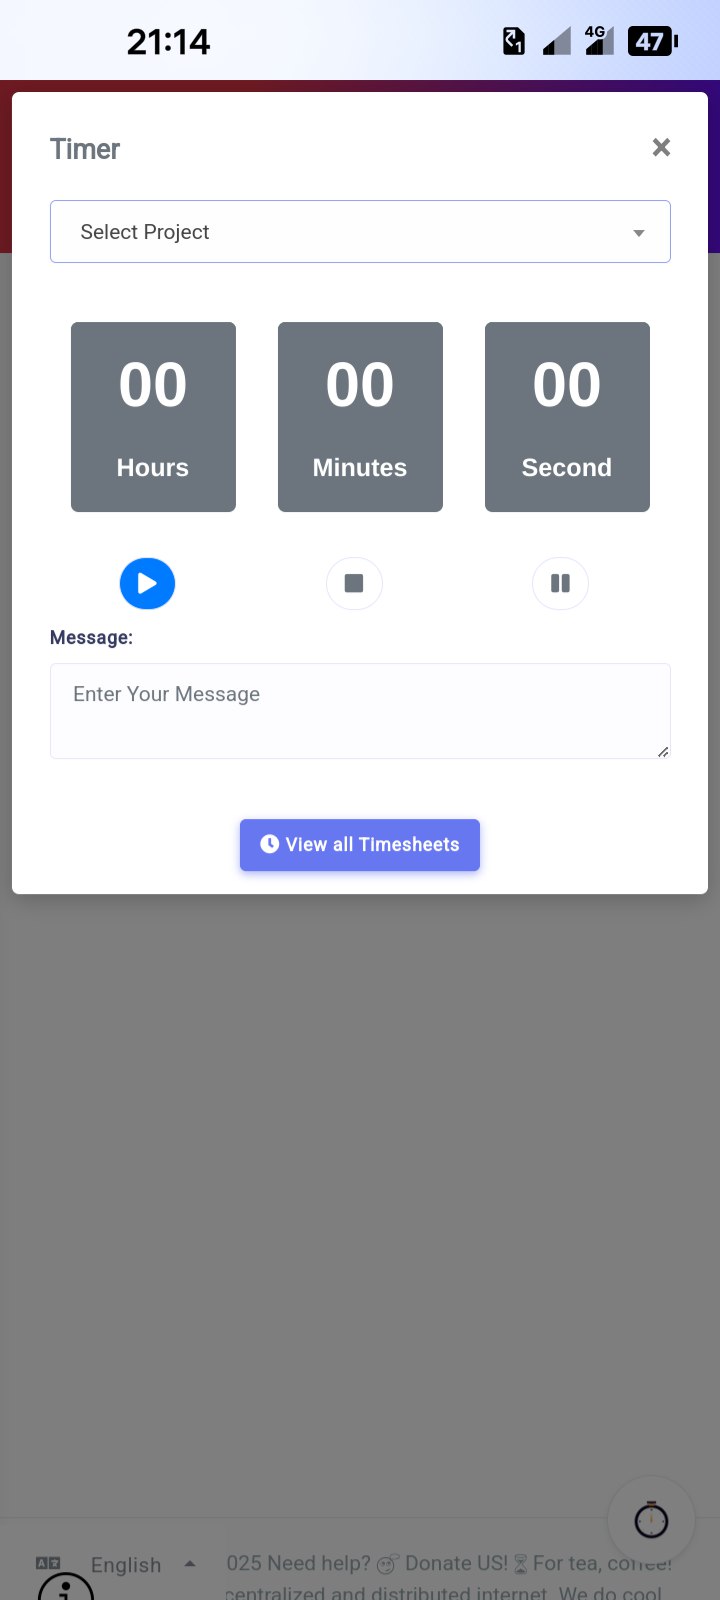 21:14
4G
47
Timer
×
Select Project
00
Hours
00
Minutes
00
Second
Message:
Enter Your Message
View all Timesheets
English
025 Need help? Donate US! For tea, coffee!
centralized and distributed internet. We do cool